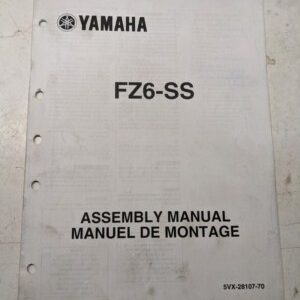 YAMAHA
FZ6-SS
ASSEMBLY MANUAL
MANUEL DE MONTAGE
5VX-28107-70